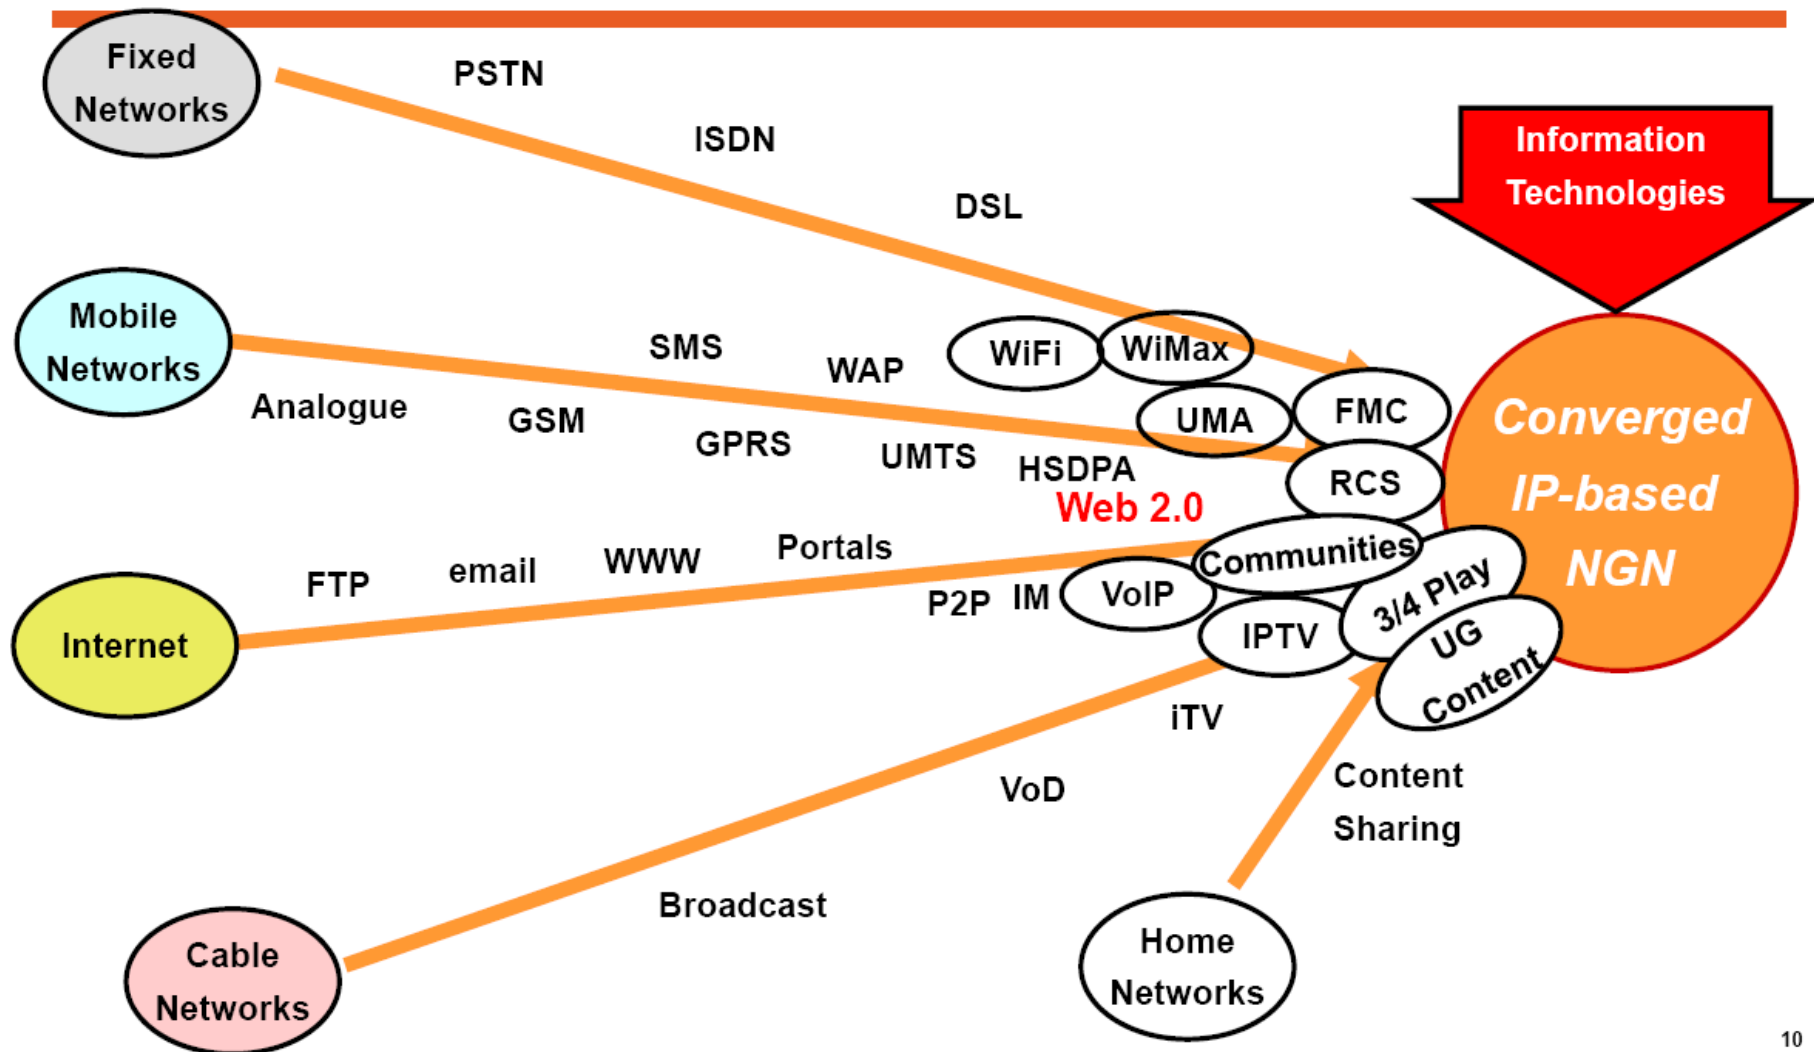 Fixed
Networks
PSTN
ISDN
DSL
Information
Technologies
Mobile
Networks
Analogue
SMS
GSM
WAP
GPRS
UMTS
HSDPA
WiFi
WiMax
UMA
FMC
RCS
Converged
IP-based
NGN
Web 2.0
Internet
FTP
email
WWW
Portals
P2P
IM
VoIP
Communities
IPTV
3/4 Play
UG
Content
iTV
VoD
Broadcast
Cable
Networks
Content
Sharing
Home
Networks
10